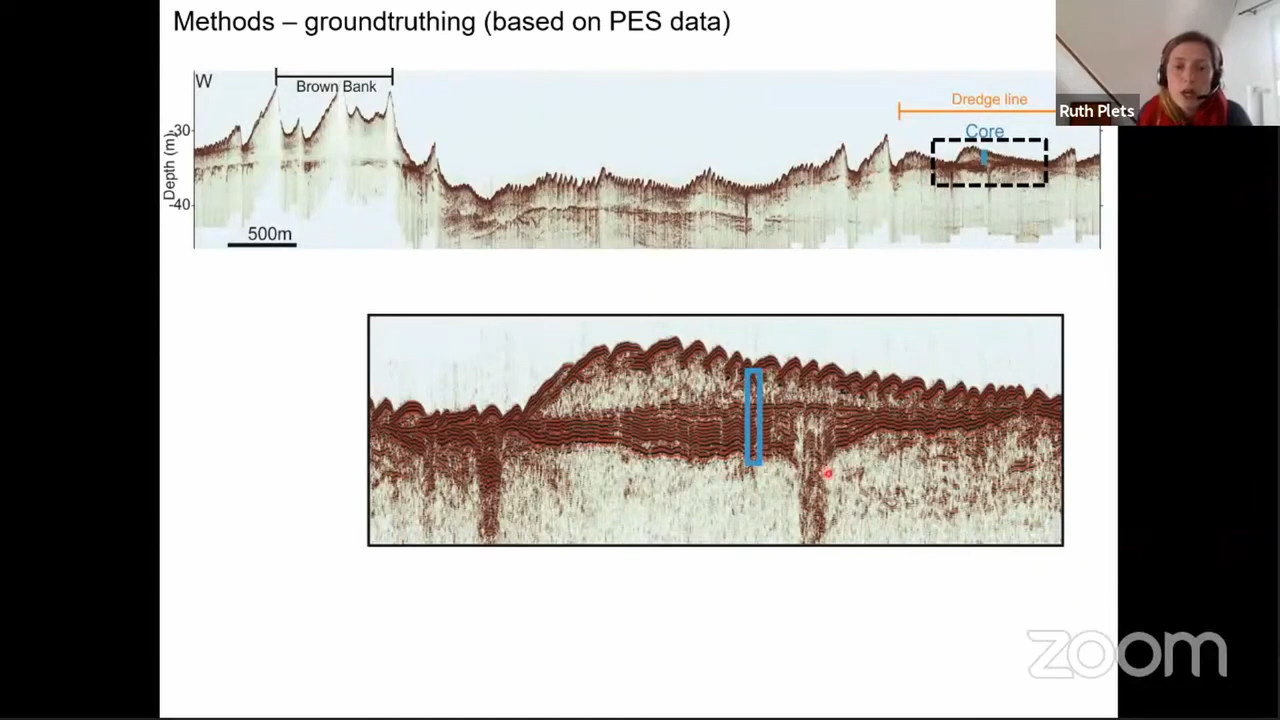 Methods – groundtruthing (based on PES data)
W
Brown Bank
Dredge line
Ruth Plets
Core
-30
Depth (m)
-40
500m
zoom